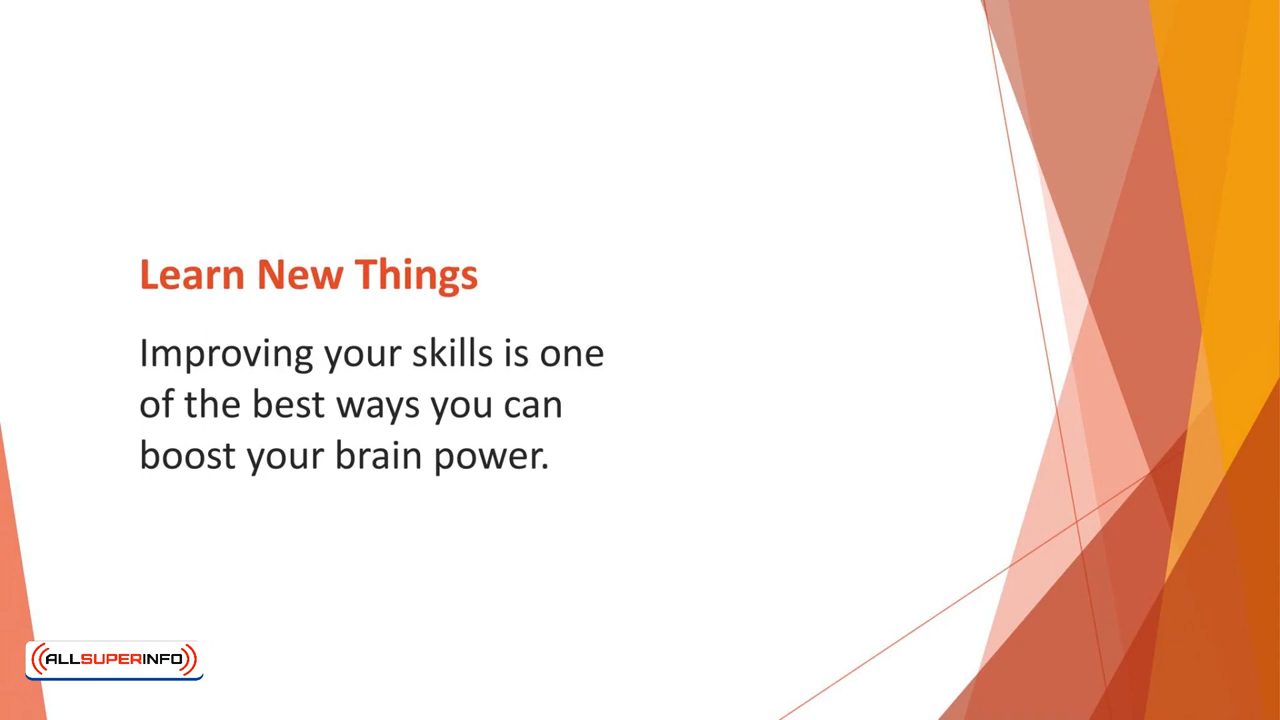 Learn New Things
Improving your skills is one
of the best ways you can
boost your brain power.
ALLSUPERINFO